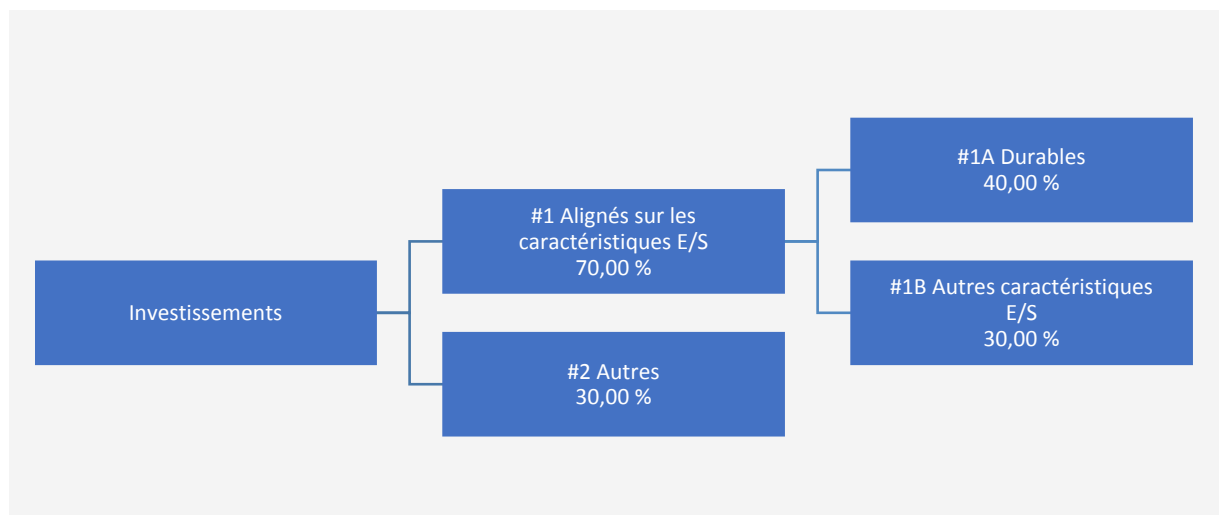 Investissements
#1 Alignés sur les
caractéristiques E/S
70,00 %
#2 Autres
30,00 %
#1A Durables
40,00 %
#1B Autres caractéristiques
E/S
30,00 %